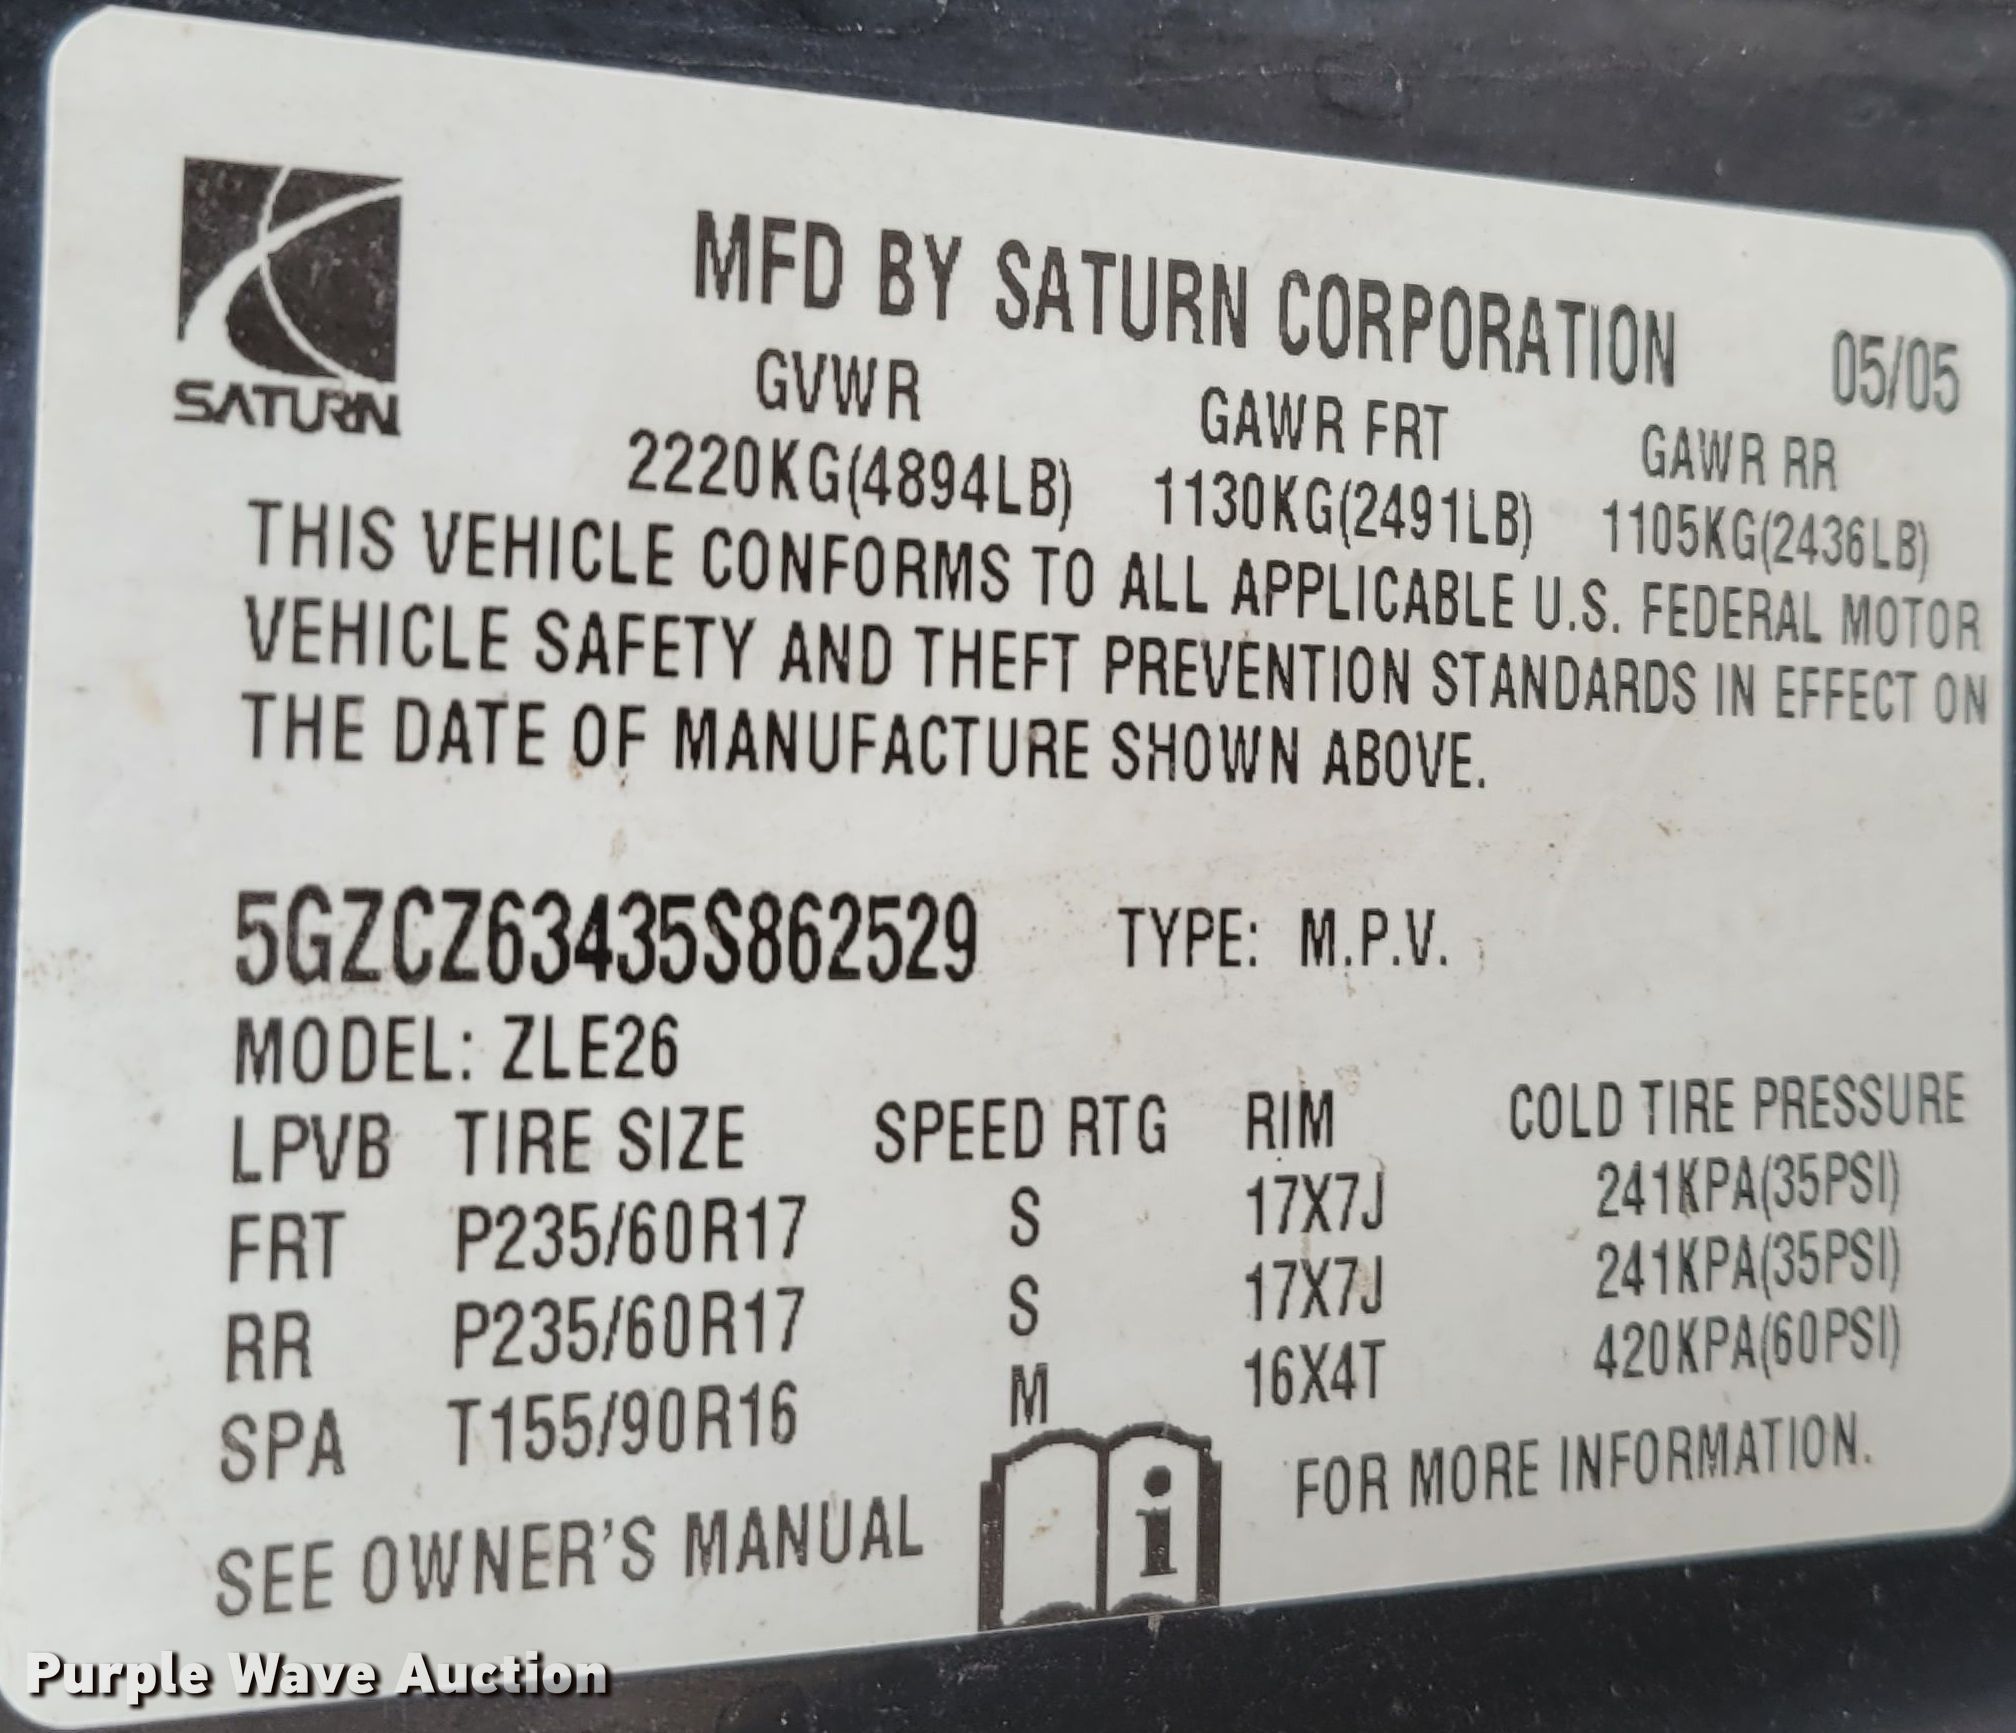 SATURN
MFD BY SATURN CORPORATION 05/05
GVWR GAWR FRT GAWR RR
2220KG(4894LB) 1130KG(2491LB) 1105KG(2436LB)
THIS VEHICLE CONFORMS TO ALL APPLICABLE U.S. FEDERAL MOTOR
VEHICLE SAFETY AND THEFT PREVENTION STANDARDS IN EFFECT ON
THE DATE OF MANUFACTURE SHOWN ABOVE.
5GZCZ63435S862529 TYPE: M.P.V.
MODEL: ZLE26
LPVB TIRE SIZE SPEED RTG RIM COLD TIRE PRESSURE
FRT P235/60R17 S 17X7J 241KPA(35PSI)
RR P235/60R17 S 17X7J 241KPA(35PSI)
SPA T155/90R16 M 16X4T 420KPA(60PSI)
SEE OWNER'S MANUAL i FOR MORE INFORMATION.
Purple Wave Auction